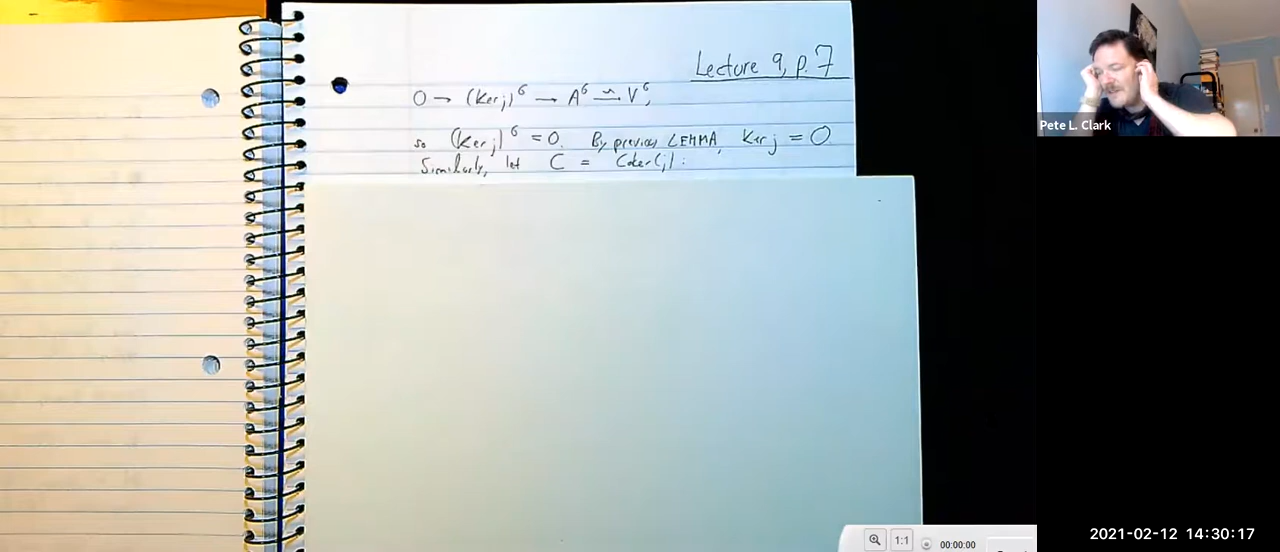 Lecture 9, p. 7
0 → (Ker j)^G → A^G ⥲ V^G,
so (Ker j)^G = 0. By previous LEMMA, Ker j = 0.
Similarly, let C = Coker(j):
Pete L. Clark
1:1
00:00:00
2021-02-12 14:30:17